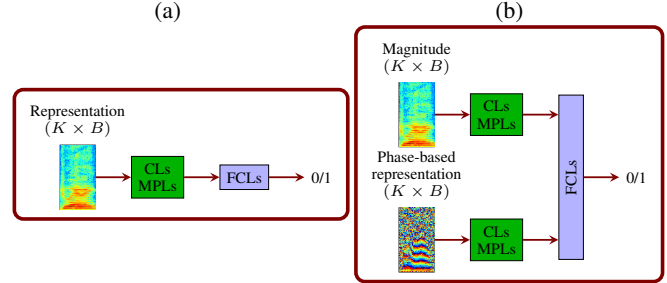 (a)
Representation
(K × B)
CLs
MPLs
FCLs
0/1
(b)
Magnitude
(K × B)
CLs
MPLs
Phase-based
representation
(K × B)
CLs
MPLs
FCLs
0/1